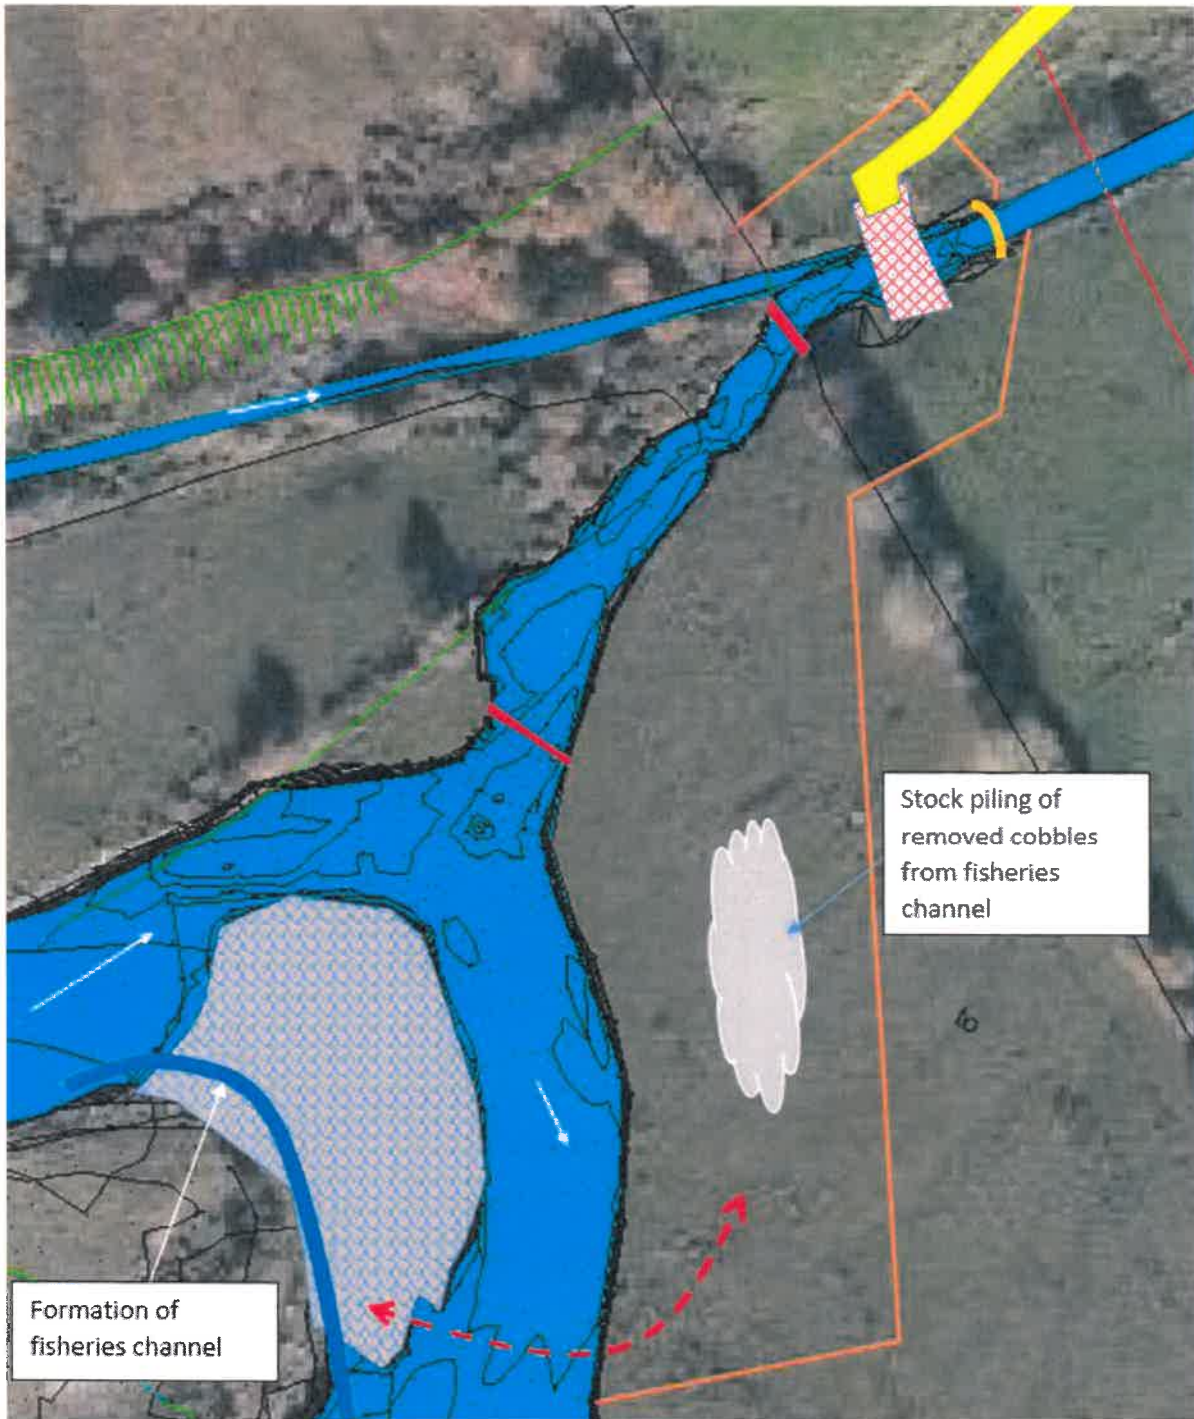 Stock piling of
removed cobbles
from fisheries
channel
Formation of
fisheries channel